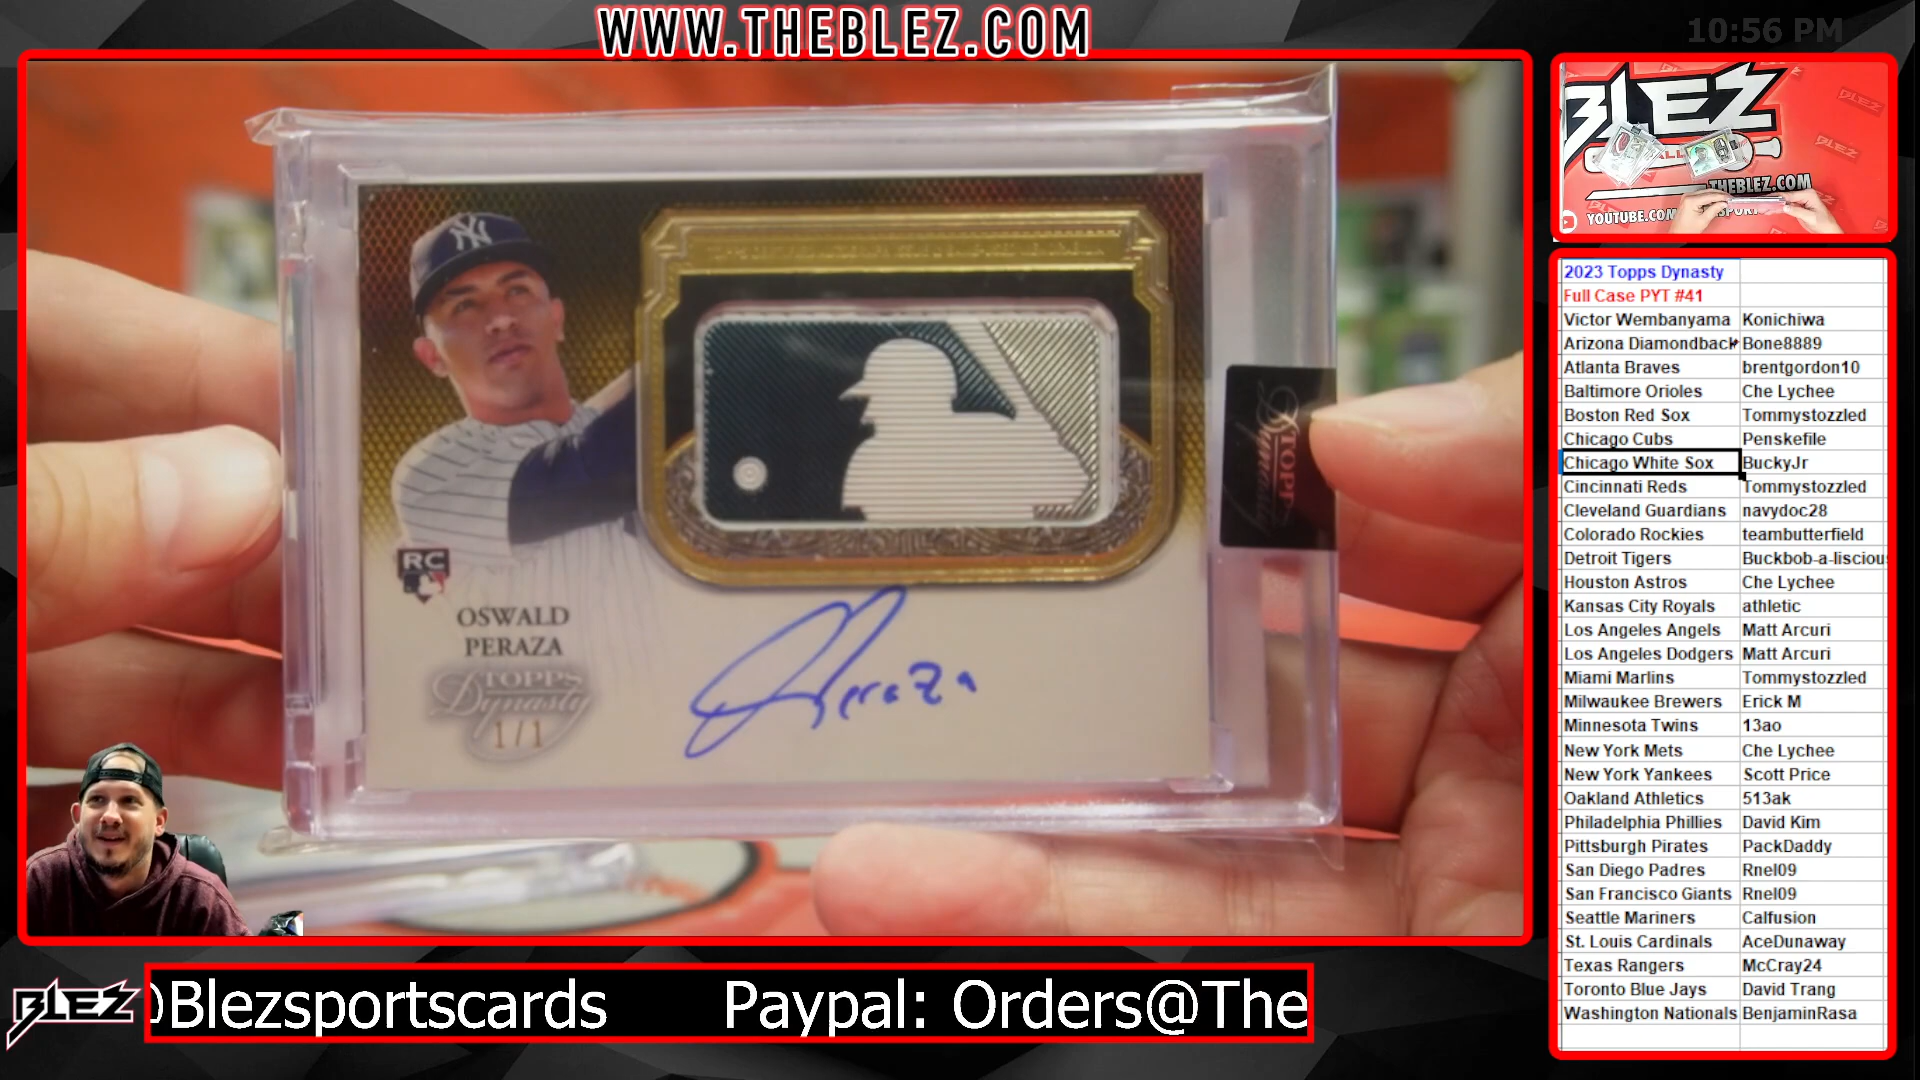 WWW.THEBLEZ.COM
10:56 PM
NY
RC
OSWALD
PERAZA
TOPPS
Dynasty
1/1
Peraza
TOPPS
Dynasty
BLEZ
BLEZ
BLEZ
THEBLEZ.COM
YOUTUBE.COM
2023 Topps Dynasty
Full Case PYT #41
Victor Wembanyama Konichiwa
Arizona Diamondback Bone8889
Atlanta Braves brentgordon10
Baltimore Orioles Che Lychee
Boston Red Sox Tommystozzled
Chicago Cubs Penskefile
Chicago White Sox BuckyJr
Cincinnati Reds Tommystozzled
Cleveland Guardians navydoc28
Colorado Rockies teambutterfield
Detroit Tigers Buckbob-a-liscious
Houston Astros Che Lychee
Kansas City Royals athletic
Los Angeles Angels Matt Arcuri
Los Angeles Dodgers Matt Arcuri
Miami Marlins Tommystozzled
Milwaukee Brewers Erick M
Minnesota Twins 13ao
New York Mets Che Lychee
New York Yankees Scott Price
Oakland Athletics 513ak
Philadelphia Phillies David Kim
Pittsburgh Pirates PackDaddy
San Diego Padres Rnel09
San Francisco Giants Rnel09
Seattle Mariners Calfusion
St. Louis Cardinals AceDunaway
Texas Rangers McCray24
Toronto Blue Jays David Trang
Washington Nationals BenjaminRasa
BLEZ
@Blezsportscards Paypal: Orders@The